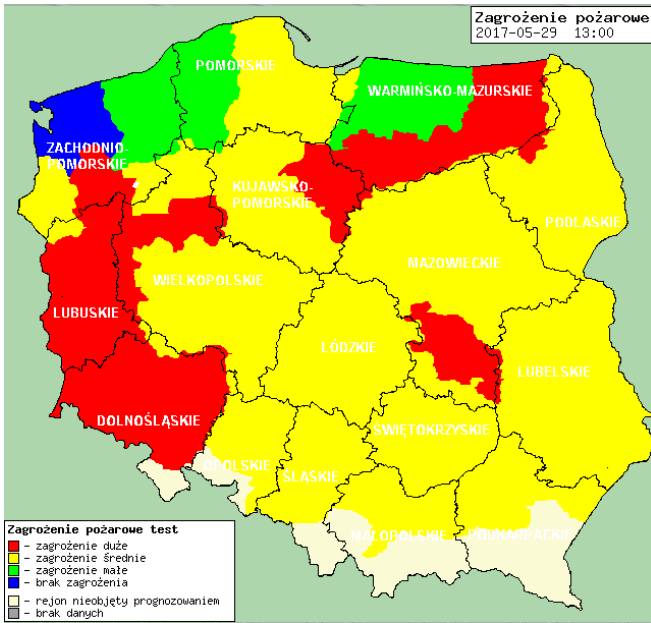 Zagrożenie pożarowe
2017-05-29 13:00
POMORSKIE
WARMIŃSKO-MAZURSKIE
ZACHODNIO-
POMORSKIE
KUJAWSKO-
POMORSKIE
PODLASKIE
MAZOWIECKIE
WIELKOPOLSKIE
LUBUSKIE
ŁÓDZKIE
LUBELSKIE
DOLNOŚLĄSKIE
ŚWIĘTOKRZYSKIE
OPOLSKIE
ŚLĄSKIE
MAŁOPOLSKIE
PODKARPACKIE
Zagrożenie pożarowe test
- zagrożenie duże
- zagrożenie średnie
- zagrożenie małe
- brak zagrożenia
- rejon nieobjęty prognozowaniem
- brak danych